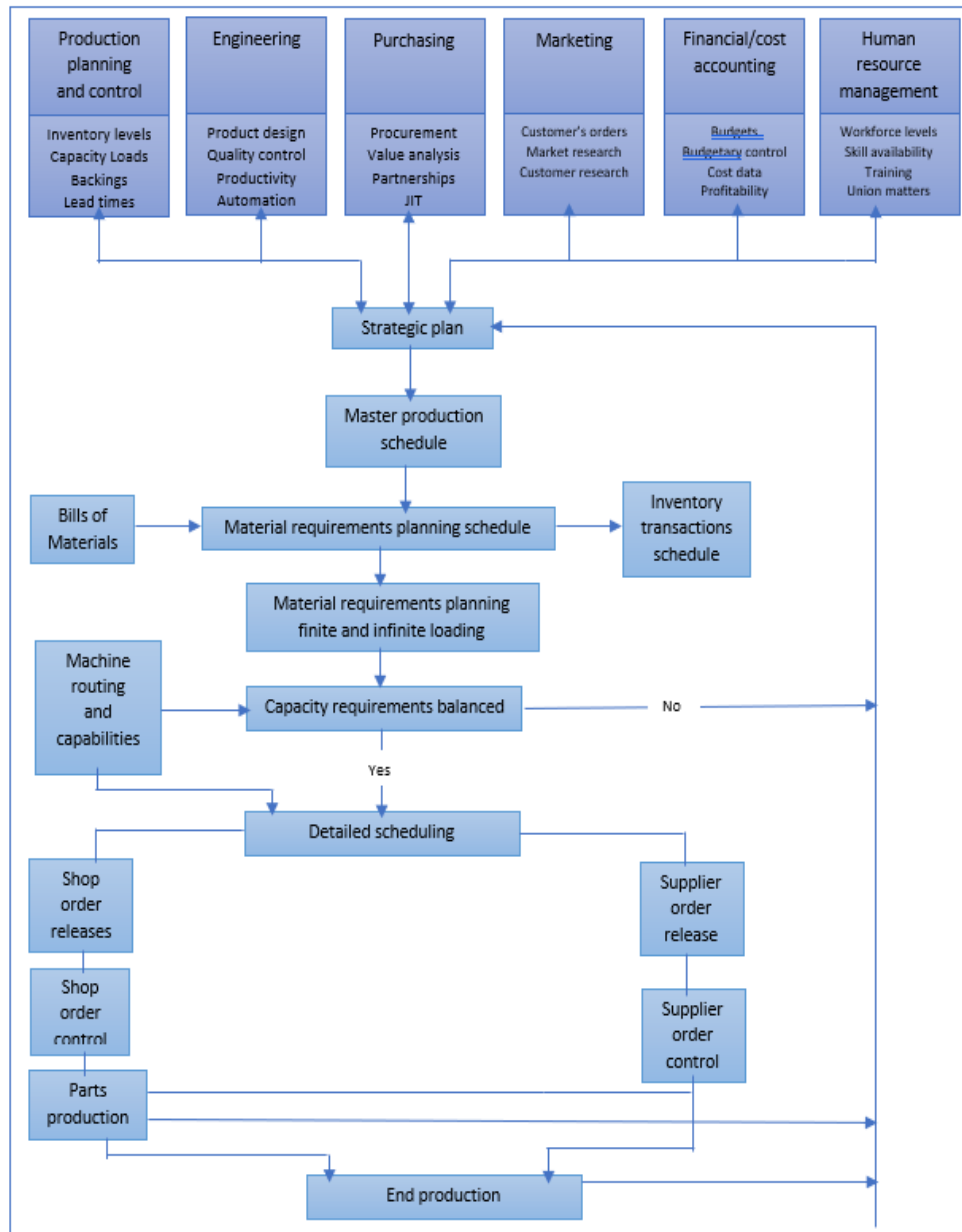 Production
planning
and control
Inventory levels
Capacity Loads
Backings
Lead times
Engineering
Product design
Quality control
Productivity
Automation
Purchasing
Procurement
Value analysis
Partnerships
JIT
Marketing
Customer's orders
Market research
Customer research
Financial/cost
accounting
Budgets
Budgetary control
Cost data
Profitability
Human
resource
management
Workforce levels
Skill availability
Training
Union matters
Strategic plan
Master production
schedule
Bills of
Materials
Material requirements planning schedule
Inventory
transactions
schedule
Material requirements planning
finite and infinite loading
Machine
routing
and
capabilities
Capacity requirements balanced
No
Yes
Detailed scheduling
Shop
order
releases
Supplier
order
release
Shop
order
control
Supplier
order
control
Parts
production
End production